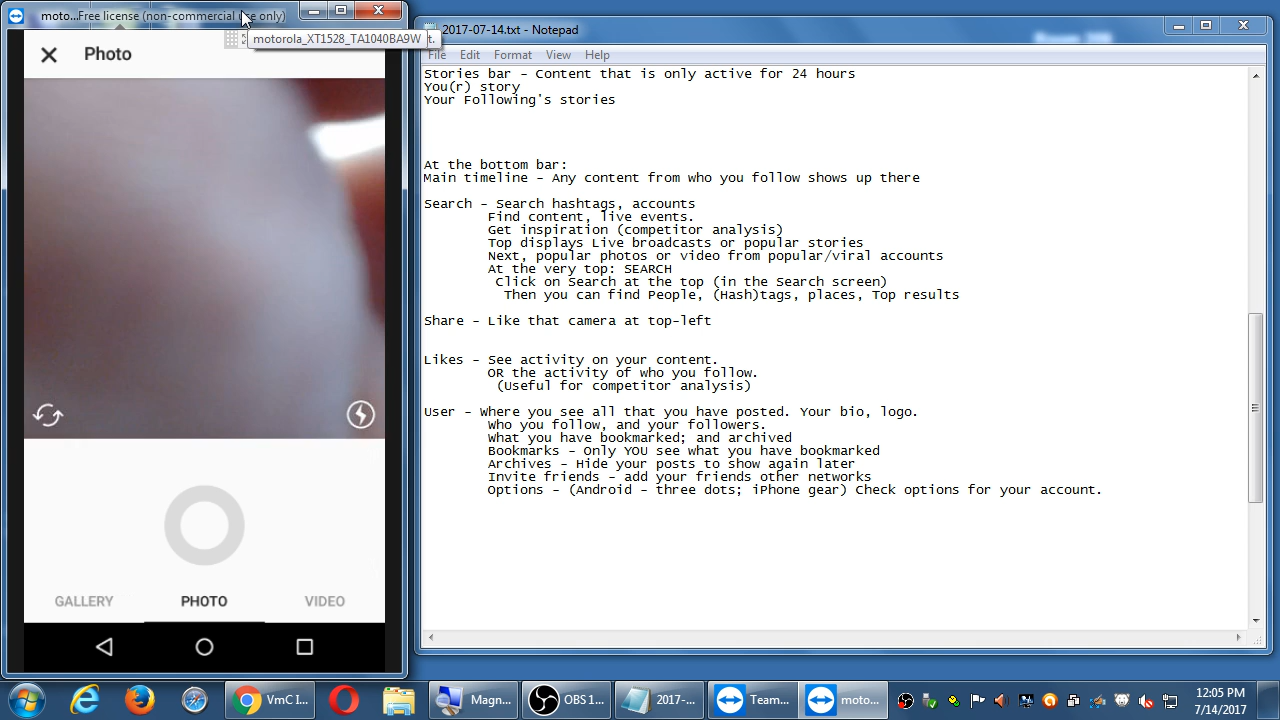 moto...Free license (non-commercial use only)
motorola_XT1528_TA1040BA9W
t.
Photo
GALLERY
PHOTO
VIDEO
2017-07-14.txt - Notepad
File Edit Format View Help
Stories bar - Content that is only active for 24 hours
You(r) story
Your Following's stories
At the bottom bar:
Main timeline - Any content from who you follow shows up there
Search - Search hashtags, accounts
Find content, live events.
Get inspiration (competitor analysis)
Top displays Live broadcasts or popular stories
Next, popular photos or video from popular/viral accounts
At the very top: SEARCH
Click on Search at the top (in the Search screen)
Then you can find People, (Hash)tags, places, Top results
Share - Like that camera at top-left
Likes - See activity on your content.
OR the activity of who you follow.
(Useful for competitor analysis)
User - Where you see all that you have posted. Your bio, logo.
Who you follow, and your followers.
What you have bookmarked; and archived
Bookmarks - Only YOU see what you have bookmarked
Archives - Hide your posts to show again later
Invite friends - add your friends other networks
Options - (Android - three dots; iPhone gear) Check options for your account.
VmC I...
Magn...
OBS 1...
2017-...
Team...
moto...
12:05 PM
7/14/2017